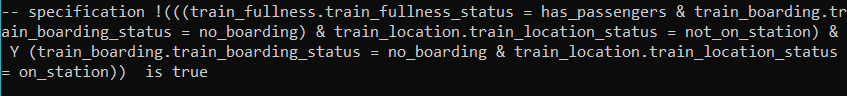 -- specification !(((train_fullness.train_fullness_status = has_passengers & train_boarding.tr
ain_boarding_status = no_boarding) & train_location.train_location_status = not_on_station) &
 Y (train_boarding.train_boarding_status = no_boarding & train_location.train_location_status
= on_station))  is true